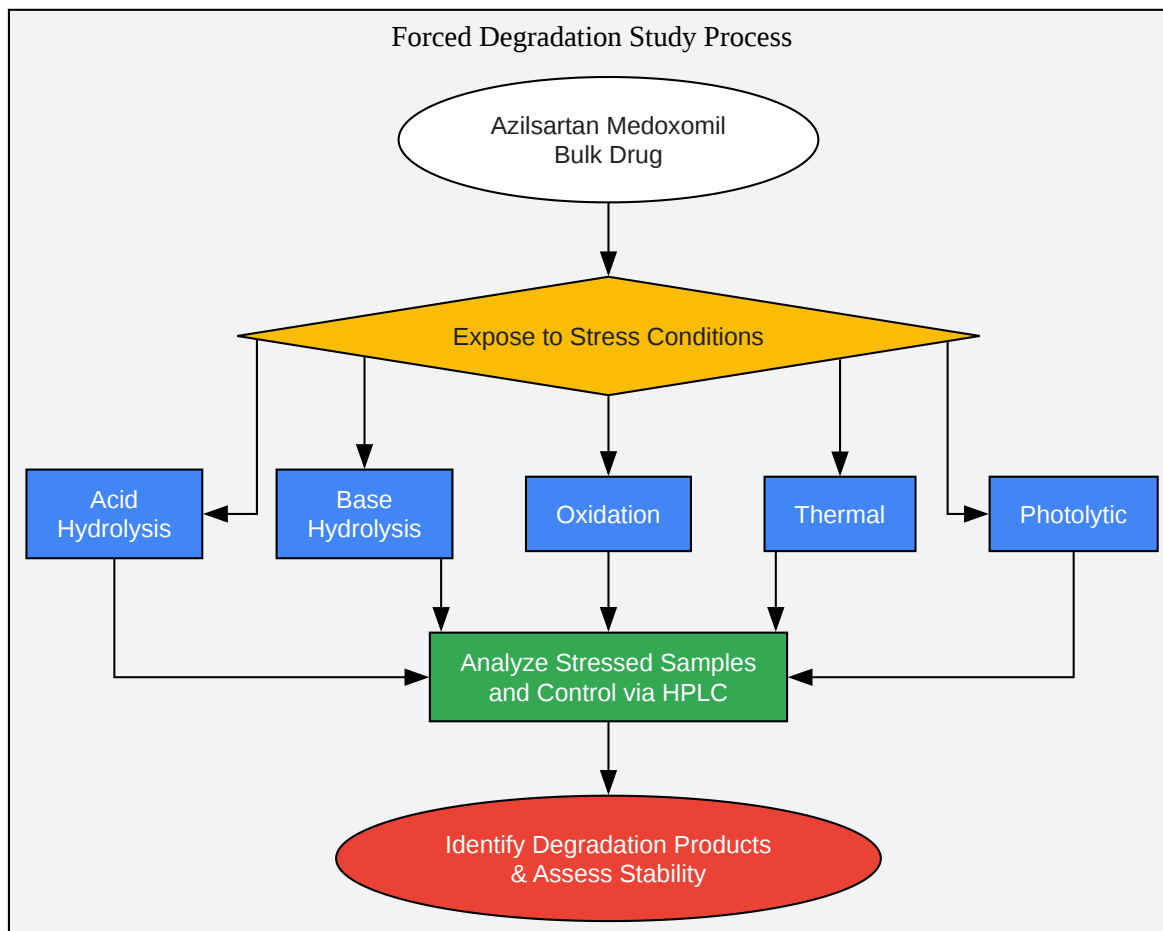 Forced Degradation Study Process
Azilsartan Medoxomil
Bulk Drug
Expose to Stress Conditions
Acid
Hydrolysis
Base
Hydrolysis
Oxidation
Thermal
Photolytic
Analyze Stressed Samples
and Control via HPLC
Identify Degradation Products
& Assess Stability